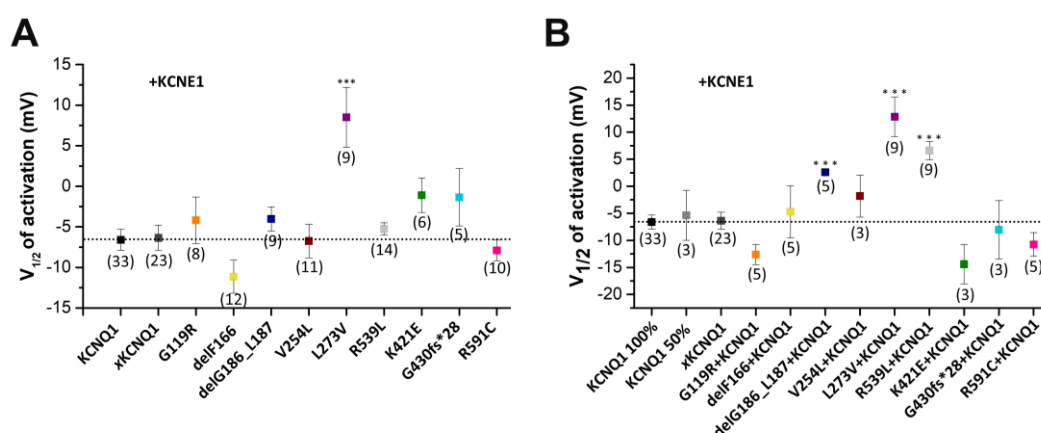 A
+KCNE1
V1/2 of activation (mV)
15
10
5
0
-5
-10
-15
***
(33)
(23)
(8)
(12)
(9)
(11)
(9)
(14)
(6)
(5)
(10)
KCNQ1
xKCNQ1
G119R
delF166
delG186_L187
V254L
L273V
R539L
K421E
G430fs*28
R591C
B
+KCNE1
V1/2 of activation (mV)
20
15
10
5
0
-5
-10
-15
-20
***
***
***
(33)
(3)
(23)
(5)
(9)
(5)
(3)
(9)
(9)
(3)
(3)
(5)
KCNQ1 100%
KCNQ1 50%
xKCNQ1
G119R+KCNQ1
delF166+KCNQ1
delG186_L187+KCNQ1
V254L+KCNQ1
L273V+KCNQ1
R539L+KCNQ1
K421E+KCNQ1
G430fs*28+KCNQ1
R591C+KCNQ1